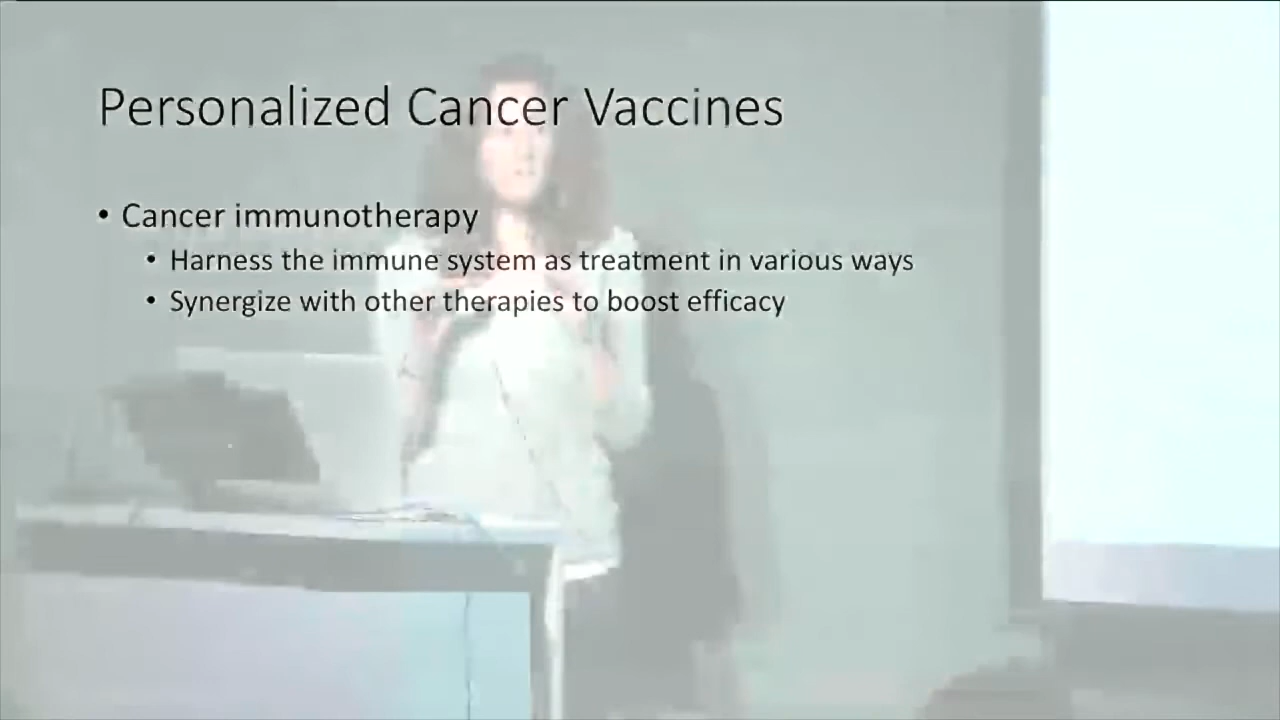 Personalized Cancer Vaccines
• Cancer immunotherapy
• Harness the immune system as treatment in various ways
• Synergize with other therapies to boost efficacy